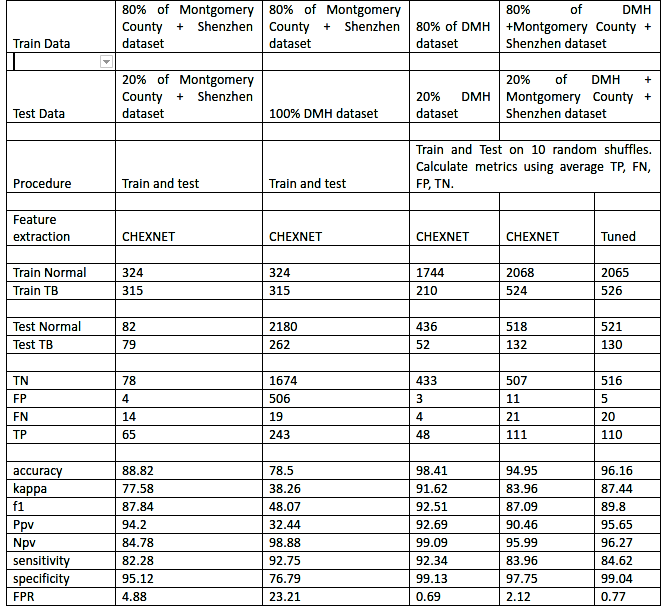 Train Data 80% of Montgomery County + Shenzhen dataset 80% of Montgomery County + Shenzhen dataset 80% of DMH dataset 80% of DMH +Montgomery County + Shenzhen dataset
Test Data 20% of Montgomery County + Shenzhen dataset 100% DMH dataset 20% DMH dataset 20% of DMH + Montgomery County + Shenzhen dataset
Procedure Train and test Train and test Train and Test on 10 random shuffles. Calculate metrics using average TP, FN, FP, TN.
Feature extraction CHEXNET CHEXNET CHEXNET CHEXNET Tuned
Train Normal 324 324 1744 2068 2065
Train TB 315 315 210 524 526
Test Normal 82 2180 436 518 521
Test TB 79 262 52 132 130
TN 78 1674 433 507 516
FP 4 506 3 11 5
FN 14 19 4 21 20
TP 65 243 48 111 110
accuracy 88.82 78.5 98.41 94.95 96.16
kappa 77.58 38.26 91.62 83.96 87.44
f1 87.84 48.07 92.51 87.09 89.8
Ppv 94.2 32.44 92.69 90.46 95.65
Npv 84.78 98.88 99.09 95.99 96.27
sensitivity 82.28 92.75 92.34 83.96 84.62
specificity 95.12 76.79 99.13 97.75 99.04
FPR 4.88 23.21 0.69 2.12 0.77